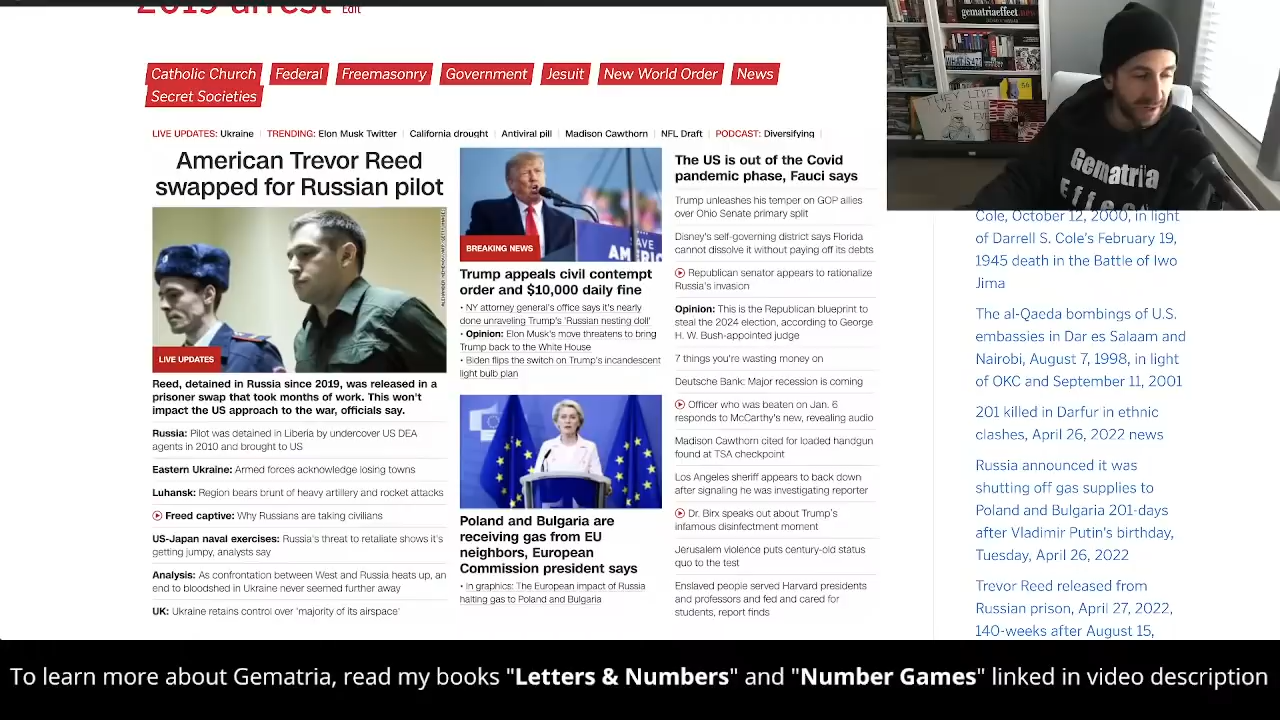 2019 arrest Edit
Catholic Church Federal Freemasonry Government Jesuit New World Order News
Secret Societies
LIVE UPDATES: Ukraine | TRENDING: Elon Musk Twitter | California drought | Antiviral pill | Madison Cawthorn | NFL Draft | PODCAST: Diversifying |
American Trevor Reed
swapped for Russian pilot
LIVE UPDATES
Reed, detained in Russia since 2019, was released in a
prisoner swap that took months of work. This won't
impact the US approach to the war, officials say.
Russia: Pilot was detained in Liberia by undercover US DEA
agents in 2010 and brought to US
Eastern Ukraine: Armed forces acknowledge losing towns
Luhansk: Region bears brunt of heavy artillery and rocket attacks
Freed captive: Why Russians are taking civilians
US-Japan naval exercises: Russia's threat to retaliate shows it's
getting jumpy, analysts say
Analysis: As confrontation between West and Russia heats up, an
end to bloodshed in Ukraine never seemed further away
UK: Ukraine retains control over 'majority of its airspace'
BREAKING NEWS
Trump appeals civil contempt
order and $10,000 daily fine
• NY attorney general's office says it's nearly
done unraveling Trump's 'Russian nesting doll'
• Opinion: Elon Musk's move threatens to bring
Trump back to the White House
• Biden flips the switch on Trump's incandescent
light bulb plan
Poland and Bulgaria are
receiving gas from EU
neighbors, European
Commission president says
• In graphics: The European impact of Russia
halting gas to Poland and Bulgaria
The US is out of the Covid
pandemic phase, Fauci says
Trump unleashes his temper on GOP allies
over Ohio Senate primary split
Disney's self-governing district says Florida
cannot dissolve it without paying off its debts
Republican senator appears to rationalize
Russia's invasion
Opinion: This is the Republican blueprint to
steal the 2024 election, according to George
H. W. Bush-appointed judge
7 things you're wasting money on
Deutsche Bank: Major recession is coming
Officer who was beaten on Jan. 6
responds to McCarthy's new, revealing audio
Madison Cawthorn cited for loaded handgun
found at TSA checkpoint
Los Angeles sheriff appears to back down
after signaling he was investigating reporter
Dr. Birx speaks out about Trump's
infamous disinfectment moment
Jerusalem violence puts century-old status
quo to the test
Enslaved people served Harvard presidents
and professors and fed and cared for
students, report finds
gematriaeffect.news
THEY LIVE
WE SLEEP
Gematria
Effect
Cole, October 12, 2000, in light
of Darrell S. Cole's February 19,
1945 death in the Battle of Iwo
Jima
The al-Qaeda bombings of U.S.
embassies in Dar es Salaam and
Nairobi, August 7, 1998, in light
of OKC and September 11, 2001
201 killed in Darfur in ethnic
clashes, April 26, 2022 news
Russia announced it was
shutting off gas supplies to
Poland and Bulgaria 201-days
after Vladimir Putin's birthday,
Tuesday, April 26, 2022
Trevor Reed released from
Russian prison, April 27, 2022,
140-weeks after August 15,
To learn more about Gematria, read my books "Letters & Numbers" and "Number Games" linked in video description